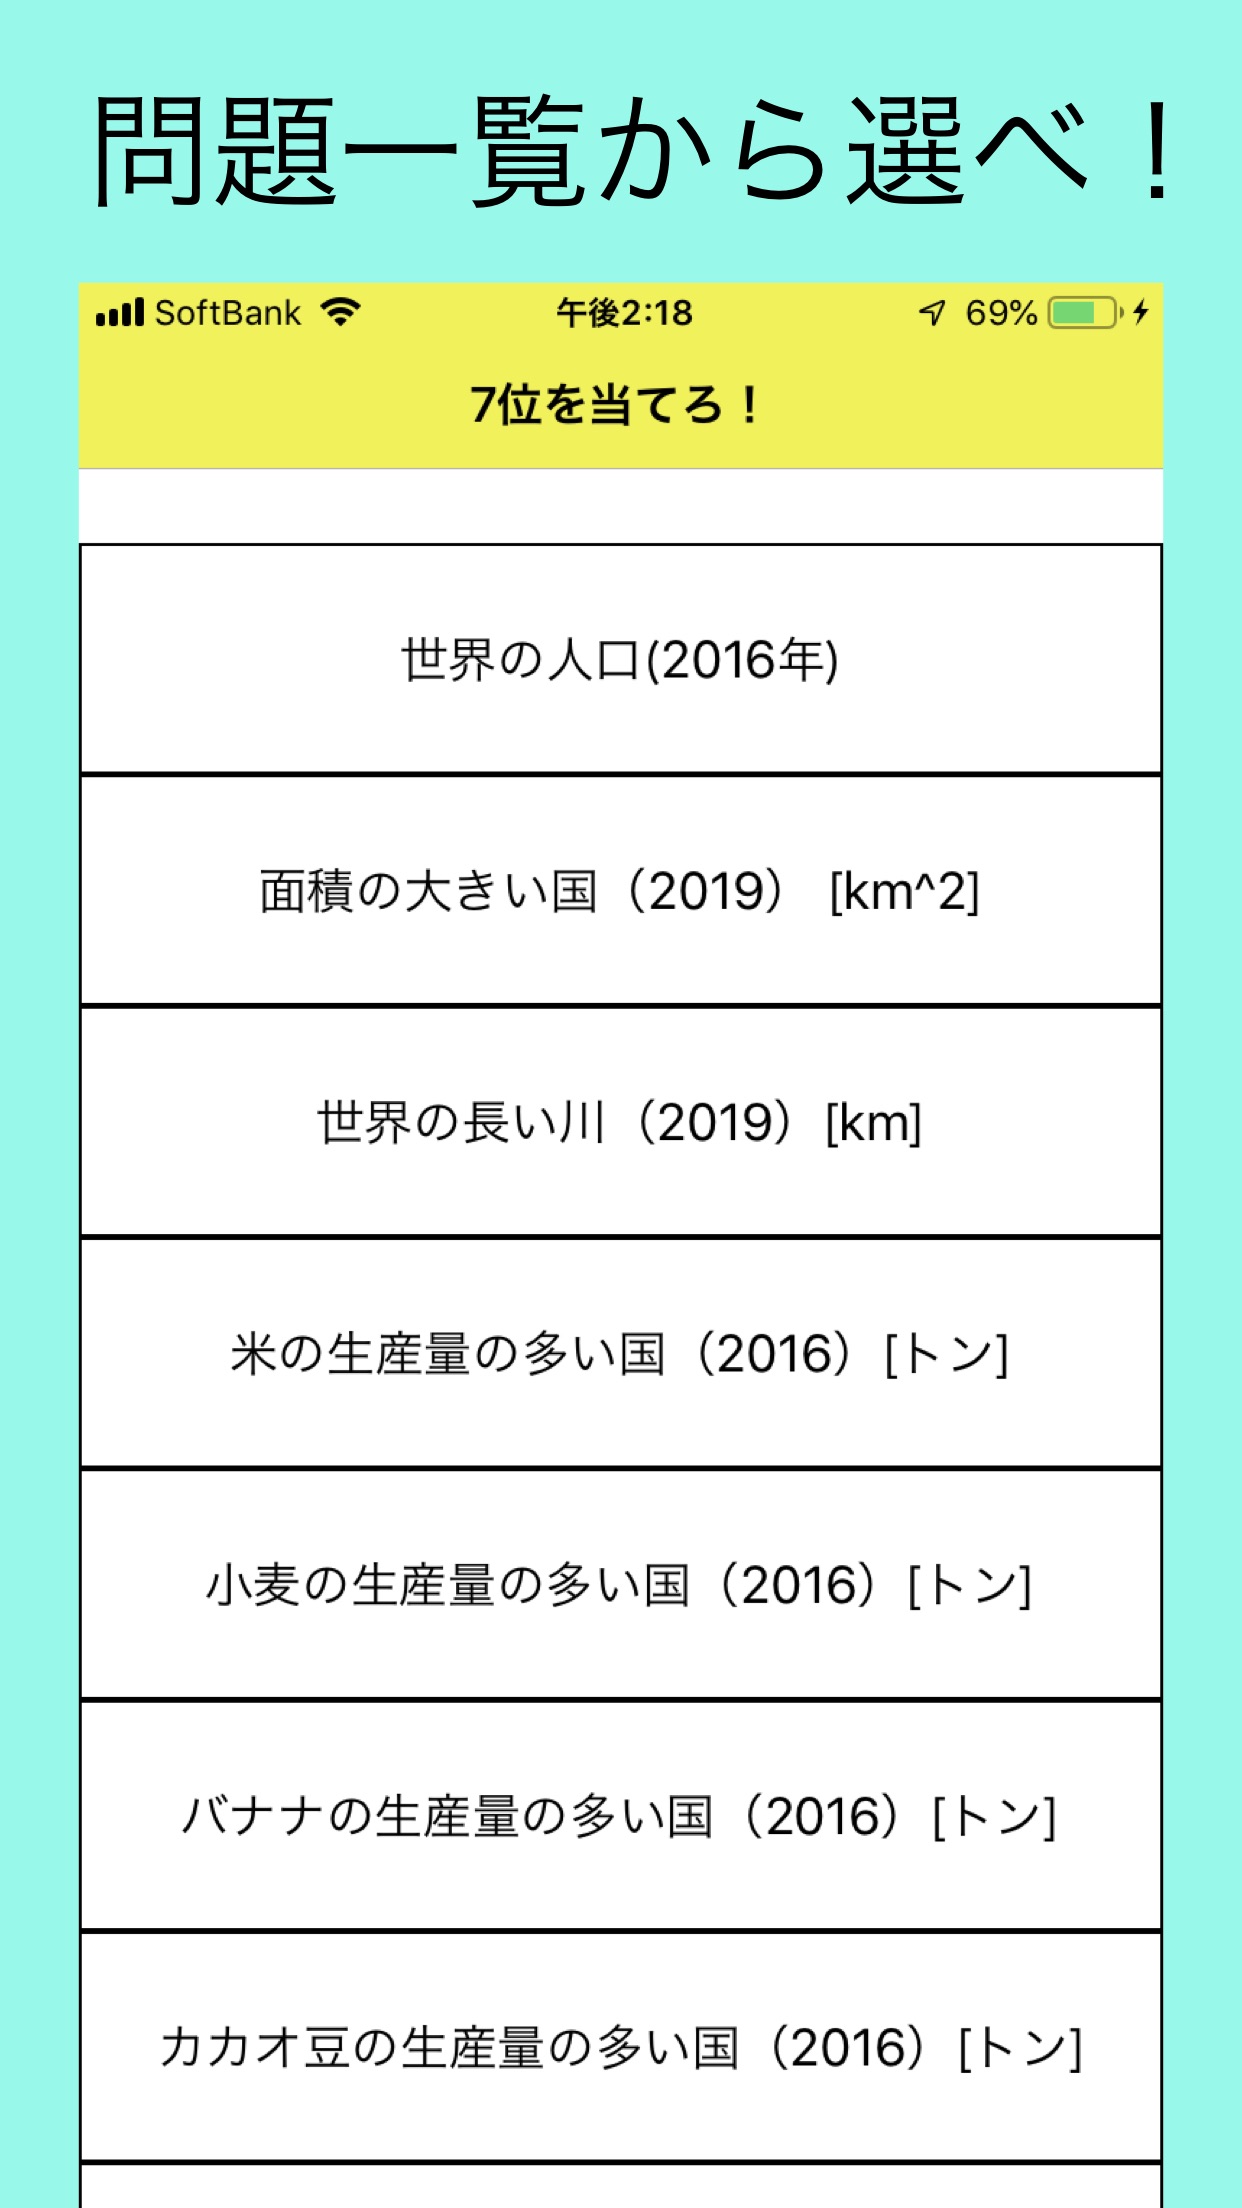 問題一覧から選べ！
SoftBank 午後2:18 69%
7位を当てろ！
世界の人口(2016年)
面積の大きい国（2019） [km^2]
世界の長い川（2019）[km]
米の生産量の多い国（2016）[トン]
小麦の生産量の多い国（2016）[トン]
バナナの生産量の多い国（2016）[トン]
カカオ豆の生産量の多い国（2016）[トン]